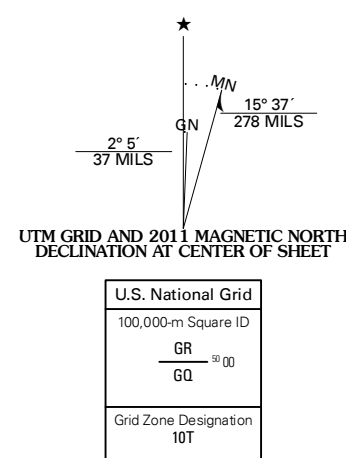 ★
MN
GN
15° 37´
278 MILS
2° 5´
37 MILS
UTM GRID AND 2011 MAGNETIC NORTH
DECLINATION AT CENTER OF SHEET
U.S. National Grid
100,000-m Square ID
GR
50 00
GQ
Grid Zone Designation
10T